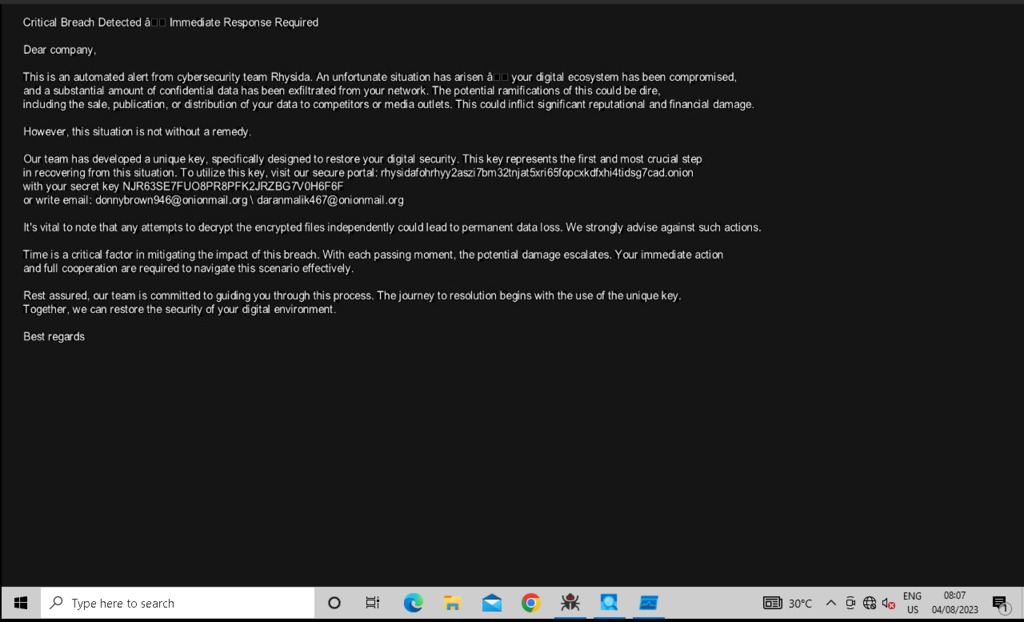 Critical Breach Detected â□□ Immediate Response Required
Dear company,
This is an automated alert from cybersecurity team Rhysida. An unfortunate situation has arisen â□□ your digital ecosystem has been compromised,
and a substantial amount of confidential data has been exfiltrated from your network. The potential ramifications of this could be dire,
including the sale, publication, or distribution of your data to competitors or media outlets. This could inflict significant reputational and financial damage.
However, this situation is not without a remedy.
Our team has developed a unique key, specifically designed to restore your digital security. This key represents the first and most crucial step
in recovering from this situation. To utilize this key, visit our secure portal: rhysidafohrhyy2aszi7bm32tnjat5xri65fopcxkdfxhi4tidsg7cad.onion
with your secret key NJR63SE7FUO8PR8PFK2JRZBG7V0H6F6F
or write email: donnybrown946@onionmail.org \ daranmalik467@onionmail.org
It's vital to note that any attempts to decrypt the encrypted files independently could lead to permanent data loss. We strongly advise against such actions.
Time is a critical factor in mitigating the impact of this breach. With each passing moment, the potential damage escalates. Your immediate action
and full cooperation are required to navigate this scenario effectively.
Rest assured, our team is committed to guiding you through this process. The journey to resolution begins with the use of the unique key.
Together, we can restore the security of your digital environment.
Best regards
Type here to search
30°C
ENG
US
08:07
04/08/2023
1